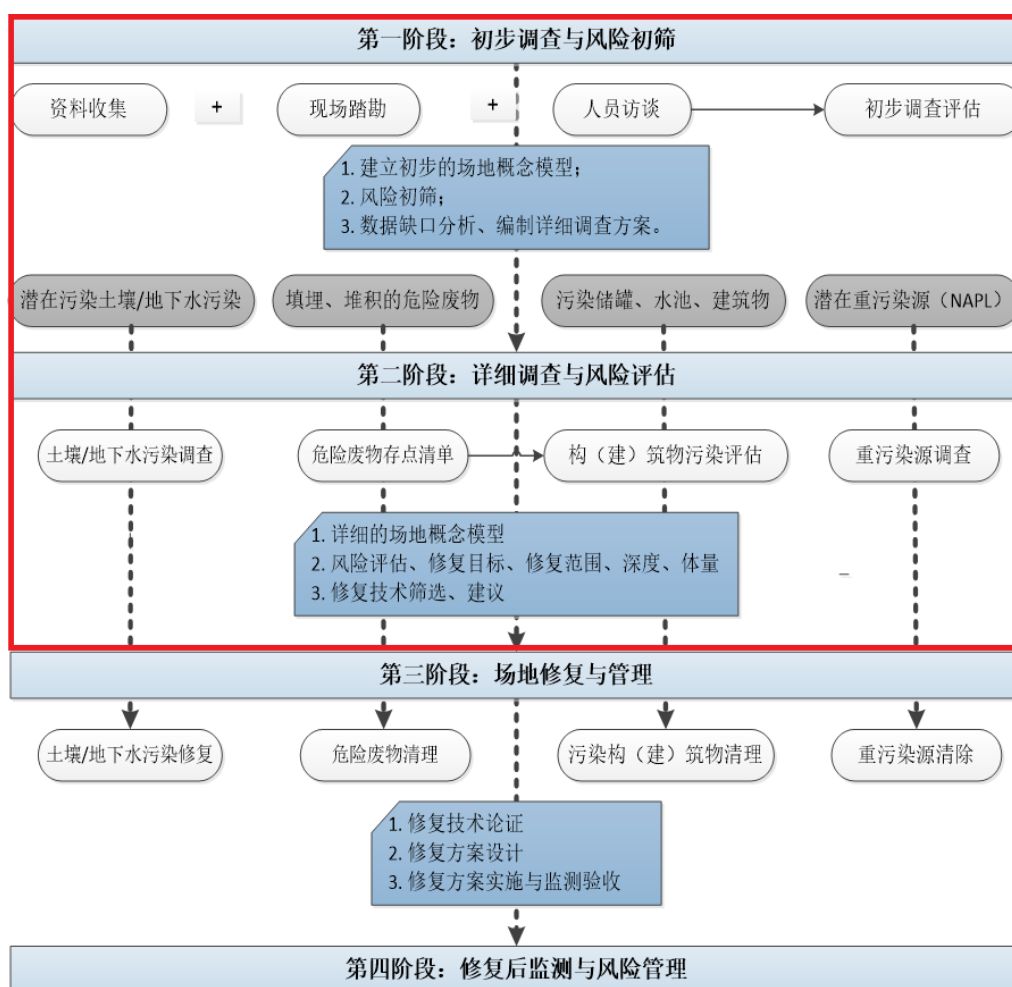 第一阶段：初步调查与风险初筛
资料收集 + 现场踏勘 + 人员访谈 初步调查评估
1. 建立初步的场地概念模型；
2. 风险初筛；
3. 数据缺口分析、编制详细调查方案。
潜在污染土壤/地下水污染 填埋、堆积的危险废物 污染储罐、水池、建筑物 潜在重污染源（NAPL）
第二阶段：详细调查与风险评估
土壤/地下水污染调查 危险废物存点清单 构（建）筑物污染评估 重污染源调查
1. 详细的场地概念模型
2. 风险评估、修复目标、修复范围、深度、体量
3. 修复技术筛选、建议
第三阶段：场地修复与管理
土壤/地下水污染修复 危险废物清理 污染构（建）筑物清理 重污染源清除
1. 修复技术论证
2. 修复方案设计
3. 修复方案实施与监测验收
第四阶段：修复后监测与风险管理